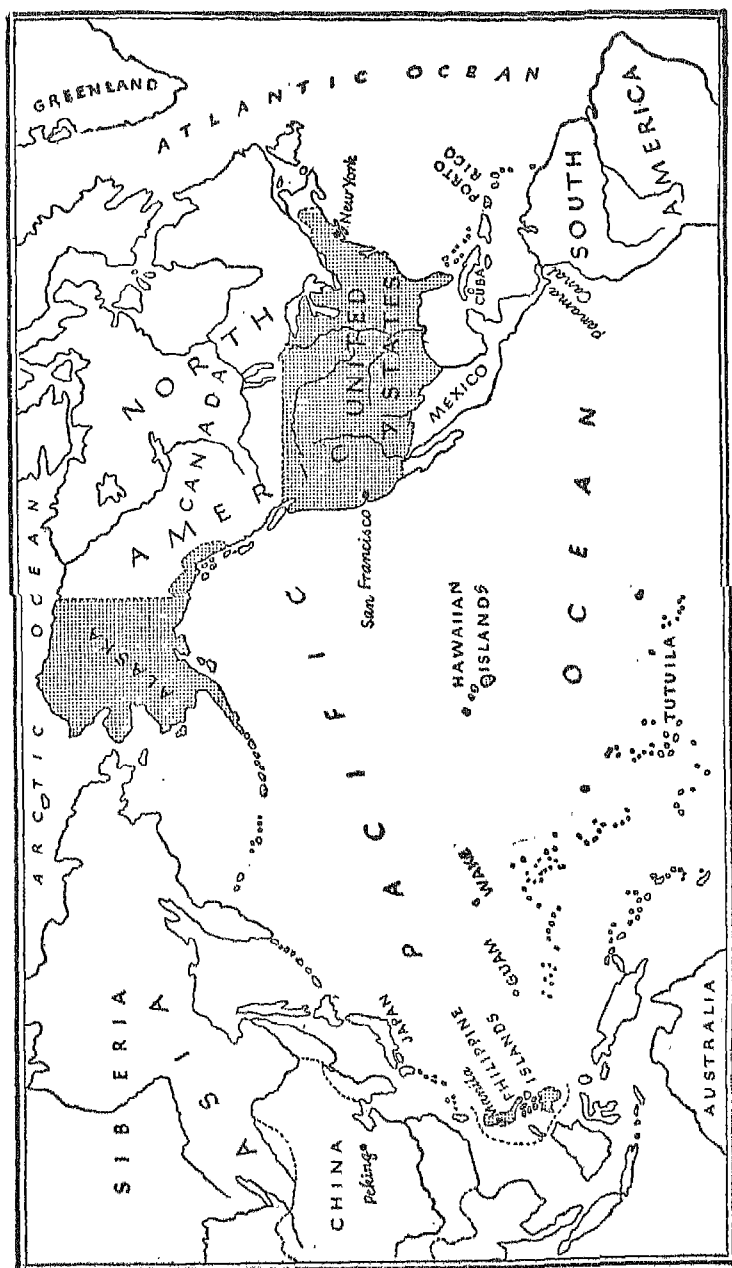 ARCTIC OCEAN
GREENLAND
SIBERIA
ASIA
ALASKA
NORTH
AMER
CANADA
ATLANTIC OCEAN
UNITED
STATES
New York
San Francisco
CHINA
Peking
JAPAN
PACIFIC
OCEAN
MEXICO
CUBA
PORTO
RICO
HAWAIIAN
ISLANDS
Manila
PHILIPPINE
ISLANDS
GUAM
WAKE
Panama
Canal
SOUTH
AMERICA
TUTUILA
AUSTRALIA